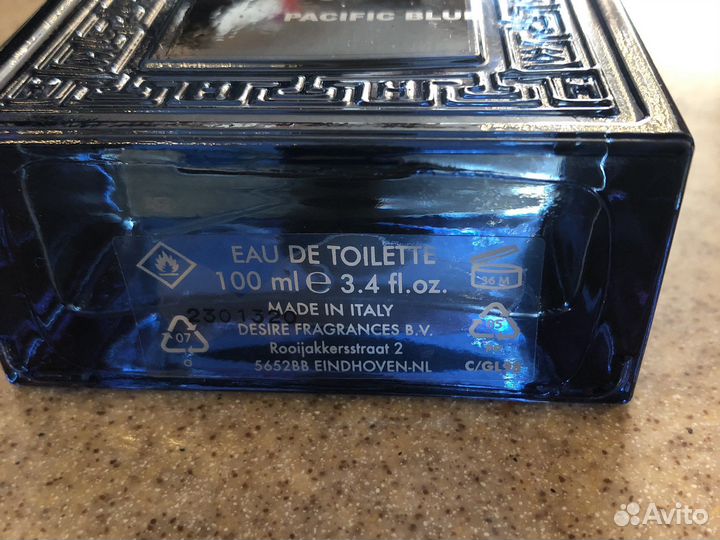 PACIFIC BLUE
EAU DE TOILETTE
100 ml ℮ 3.4 fl.oz.
36 M
MADE IN ITALY
2301320
DESIRE FRAGRANCES B.V.
07
05
Rooijakkersstraat 2
5652BB EINDHOVEN-NL
Avito